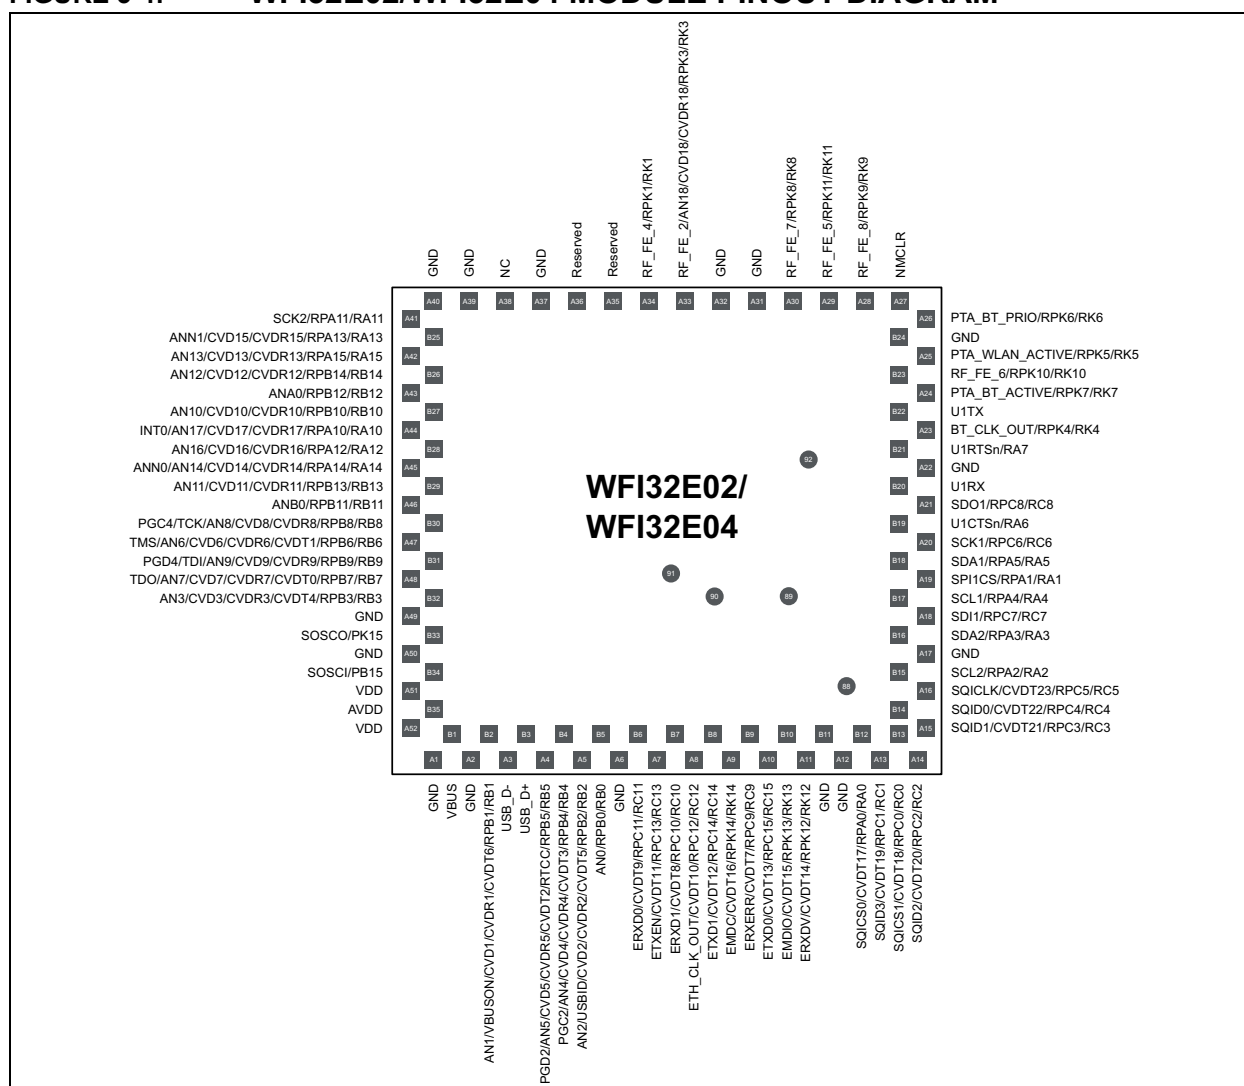 WFI32E02/WFI32E04 MODULE PINOUT DIAGRAM
GND
GND
NC
GND
Reserved
Reserved
RF_FE_4/RPK1/RK1
RF_FE_2/AN18/CVD18/CVDR18/RPK3/RK3
GND
GND
RF_FE_7/RPK8/RK8
RF_FE_5/RPK11/RK11
RF_FE_8/RPK9/RK9
NMCLR
A40
A39
A38
A37
A36
A35
A34
A33
A32
A31
A30
A29
A28
A27
SCK2/RPA11/RA11
A41
ANN1/CVD15/CVDR15/RPA13/RA13
B25
AN13/CVD13/CVDR13/RPA15/RA15
A42
AN12/CVD12/CVDR12/RPB14/RB14
B26
ANA0/RPB12/RB12
A43
AN10/CVD10/CVDR10/RPB10/RB10
B27
INT0/AN17/CVD17/CVDR17/RPA10/RA10
A44
AN16/CVD16/CVDR16/RPA12/RA12
B28
ANN0/AN14/CVD14/CVDR14/RPA14/RA14
A45
AN11/CVD11/CVDR11/RPB13/RB13
B29
ANB0/RPB11/RB11
A46
PGC4/TCK/AN8/CVD8/CVDR8/RPB8/RB8
B30
TMS/AN6/CVD6/CVDR6/CVDT1/RPB6/RB6
A47
PGD4/TDI/AN9/CVD9/CVDR9/RPB9/RB9
B31
TDO/AN7/CVD7/CVDR7/CVDT0/RPB7/RB7
A48
AN3/CVD3/CVDR3/CVDT4/RPB3/RB3
B32
GND
A49
SOSCO/PK15
B33
GND
A50
SOSCI/PB15
B34
VDD
A51
AVDD
B35
VDD
A52
WFI32E02/
WFI32E04
92
91
90
89
88
A26
PTA_BT_PRIO/RPK6/RK6
B24
GND
A25
PTA_WLAN_ACTIVE/RPK5/RK5
B23
RF_FE_6/RPK10/RK10
A24
PTA_BT_ACTIVE/RPK7/RK7
B22
U1TX
A23
BT_CLK_OUT/RPK4/RK4
B21
U1RTSn/RA7
A22
GND
B20
U1RX
A21
SDO1/RPC8/RC8
B19
U1CTSn/RA6
A20
SCK1/RPC6/RC6
B18
SDA1/RPA5/RA5
A19
SPI1CS/RPA1/RA1
B17
SCL1/RPA4/RA4
A18
SDI1/RPC7/RC7
B16
SDA2/RPA3/RA3
A17
GND
B15
SCL2/RPA2/RA2
A16
SQICLK/CVDT23/RPC5/RC5
B14
SQID0/CVDT22/RPC4/RC4
A15
SQID1/CVDT21/RPC3/RC3
B1
B2
B3
B4
B5
B6
B7
B8
B9
B10
B11
B12
B13
A1
A2
A3
A4
A5
A6
A7
A8
A9
A10
A11
A12
A13
A14
GND
VBUS
GND
AN1/VBUSON/CVD1/CVDR1/CVDT6/RPB1/RB1
USB_D-
USB_D+
PGD2/AN5/CVD5/CVDR5/CVDT2/RTCC/RPB5/RB5
PGC2/AN4/CVD4/CVDR4/CVDT3/RPB4/RB4
AN2/USBID/CVD2/CVDR2/CVDT5/RPB2/RB2
AN0/RPB0/RB0
GND
ERXD0/CVDT9/RPC11/RC11
ETXEN/CVDT11/RPC13/RC13
ERXD1/CVDT8/RPC10/RC10
ETH_CLK_OUT/CVDT10/RPC12/RC12
ETXD1/CVDT12/RPC14/RC14
EMDC/CVDT16/RPK14/RK14
ERXERR/CVDT7/RPC9/RC9
ETXD0/CVDT13/RPC15/RC15
EMDIO/CVDT15/RPK13/RK13
ERXDV/CVDT14/RPK12/RK12
GND
GND
SQICS0/CVDT17/RPA0/RA0
SQID3/CVDT19/RPC1/RC1
SQICS1/CVDT18/RPC0/RC0
SQID2/CVDT20/RPC2/RC2